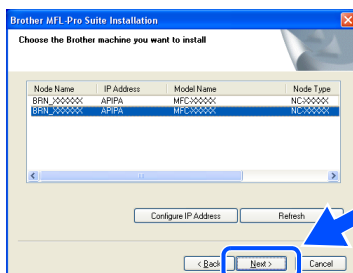 Brother MFL-Pro Suite Installation
Choose the Brother machine you want to install
Node Name IP Address Model Name Node Type
BRN_XXXXXX APIPA MFC-XXXXX NC-XXXXX
BRN_XXXXXX APIPA MFC-XXXXX NC-XXXXX
Configure IP Address Refresh
< Back Next > Cancel